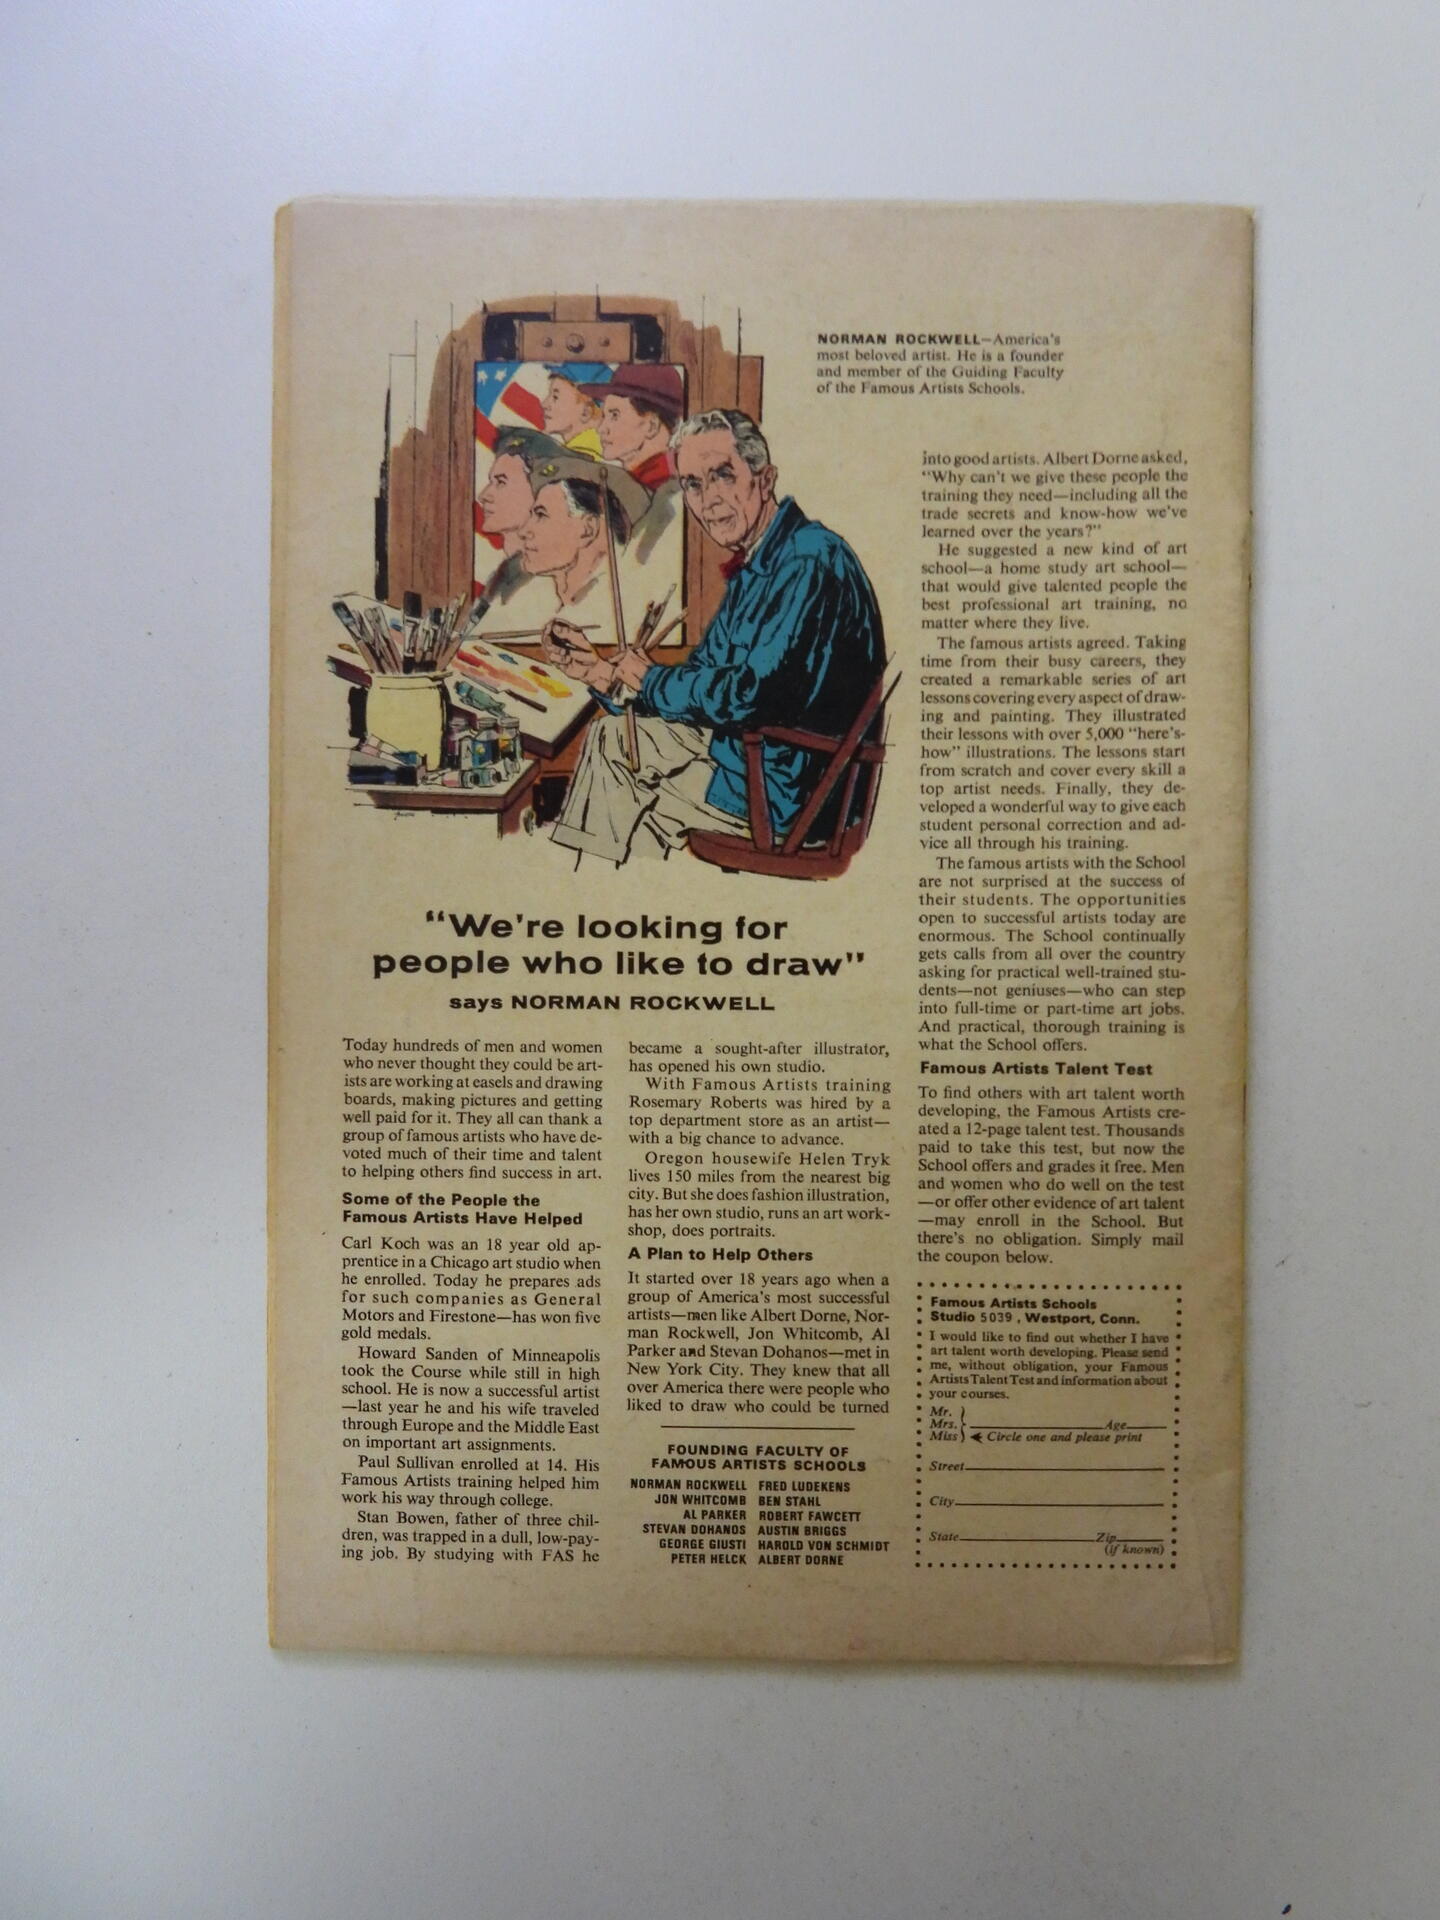 NORMAN ROCKWELL—America's
most beloved artist. He is a founder
and member of the Guiding Faculty
of the Famous Artists Schools.
"We're looking for
people who like to draw"
says NORMAN ROCKWELL
Today hundreds of men and women
who never thought they could be art-
ists are working at easels and drawing
boards, making pictures and getting
well paid for it. They all can thank a
group of famous artists who have de-
voted much of their time and talent
to helping others find success in art.
Some of the People the
Famous Artists Have Helped
Carl Koch was an 18 year old ap-
prentice in a Chicago art studio when
he enrolled. Today he prepares ads
for such companies as General
Motors and Firestone—has won five
gold medals.
Howard Sanden of Minneapolis
took the Course while still in high
school. He is now a successful artist
—last year he and his wife traveled
through Europe and the Middle East
on important art assignments.
Paul Sullivan enrolled at 14. His
Famous Artists training helped him
work his way through college.
Stan Bowen, father of three chil-
dren, was trapped in a dull, low-pay-
ing job. By studying with FAS he
became a sought-after illustrator,
has opened his own studio.
With Famous Artists training
Rosemary Roberts was hired by a
top department store as an artist—
with a big chance to advance.
Oregon housewife Helen Tryk
lives 150 miles from the nearest big
city. But she does fashion illustration,
has her own studio, runs an art work-
shop, does portraits.
A Plan to Help Others
It started over 18 years ago when a
group of America's most successful
artists—men like Albert Dorne, Nor-
man Rockwell, Jon Whitcomb, Al
Parker and Stevan Dohanos—met in
New York City. They knew that all
over America there were people who
liked to draw who could be turned
FOUNDING FACULTY OF
FAMOUS ARTISTS SCHOOLS
NORMAN ROCKWELL FRED LUDEKENS
JON WHITCOMB BEN STAHL
AL PARKER ROBERT FAWCETT
STEVAN DOHANOS AUSTIN BRIGGS
GEORGE GIUSTI HAROLD VON SCHMIDT
PETER HELCK ALBERT DORNE
into good artists. Albert Dorne asked,
"Why can't we give these people the
training they need—including all the
trade secrets and know-how we've
learned over the years?"
He suggested a new kind of art
school—a home study art school—
that would give talented people the
best professional art training, no
matter where they live.
The famous artists agreed. Taking
time from their busy careers, they
created a remarkable series of art
lessons covering every aspect of draw-
ing and painting. They illustrated
their lessons with over 5,000 "here's-
how" illustrations. The lessons start
from scratch and cover every skill a
top artist needs. Finally, they de-
veloped a wonderful way to give each
student personal correction and ad-
vice all through his training.
The famous artists with the School
are not surprised at the success of
their students. The opportunities
open to successful artists today are
enormous. The School continually
gets calls from all over the country
asking for practical well-trained stu-
dents—not geniuses—who can step
into full-time or part-time art jobs.
And practical, thorough training is
what the School offers.
Famous Artists Talent Test
To find others with art talent worth
developing, the Famous Artists cre-
ated a 12-page talent test. Thousands
paid to take this test, but now the
School offers and grades it free. Men
and women who do well on the test
—or offer other evidence of art talent
—may enroll in the School. But
there's no obligation. Simply mail
the coupon below.
Famous Artists Schools
Studio 5039, Westport, Conn.
I would like to find out whether I have
art talent worth developing. Please send
me, without obligation, your Famous
Artists Talent Test and information about
your courses.
Mr.
Mrs. Age
Miss Circle one and please print
Street
City
State Zip
(if known)